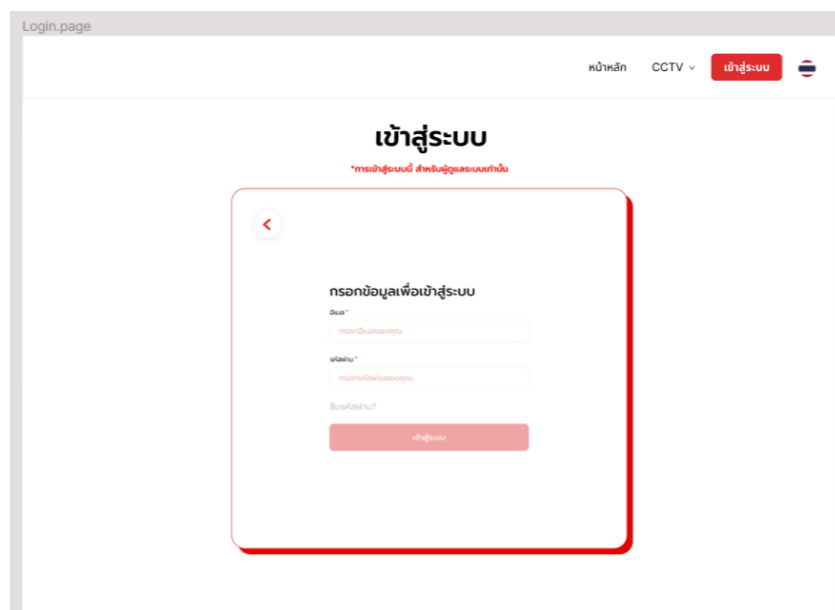 Login.page
หน้าหลัก CCTV เข้าสู่ระบบ
เข้าสู่ระบบ
*การเข้าสู่ระบบนี้ สำหรับผู้ดูแลระบบเท่านั้น
กรอกข้อมูลเพื่อเข้าสู่ระบบ
อีเมล*
กรอกอีเมลของคุณ
รหัสผ่าน*
กรอกรหัสผ่านของคุณ
ลืมรหัสผ่าน?
เข้าสู่ระบบ